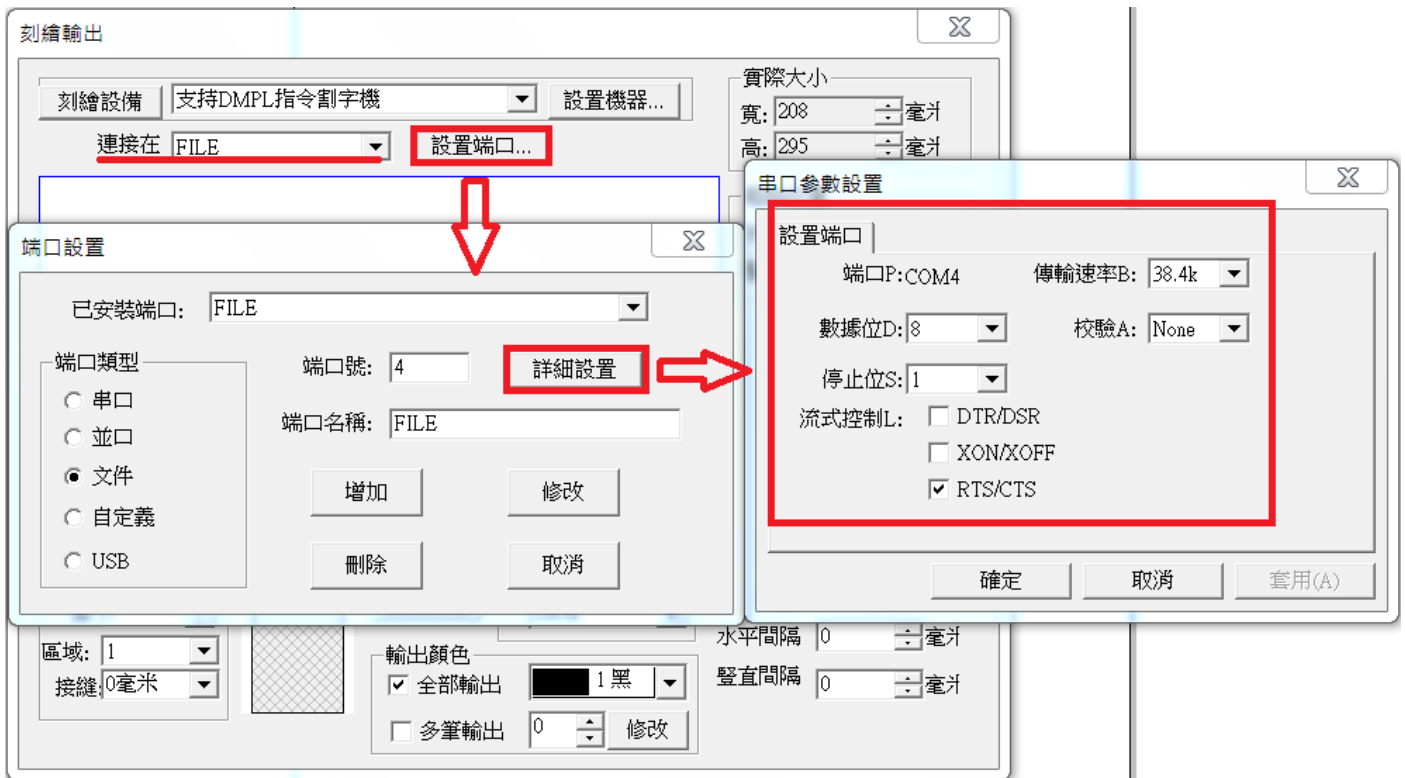 刻繪輸出
刻繪設備 支持DMPL指令割字機 設置機器...
連接在 FILE 設置端口...
實際大小
寬: 208 毫米
高: 295 毫米
端口設置
已安裝端口: FILE
端口類型
串口
並口
文件
自定義
USB
端口號: 4 詳細設置
端口名稱: FILE
增加 修改
刪除 取消
串口參數設置
設置端口
端口P:COM4 傳輸速率B: 38.4k
數據位D: 8 校驗A: None
停止位S: 1
流式控制L: DTR/DSR
XON/XOFF
RTS/CTS
確定 取消 套用(A)
區域: 1
接縫: 0毫米
輸出顏色
全部輸出 1 黑
多筆輸出 0 修改
水平間隔 0 毫米
豎直間隔 0 毫米